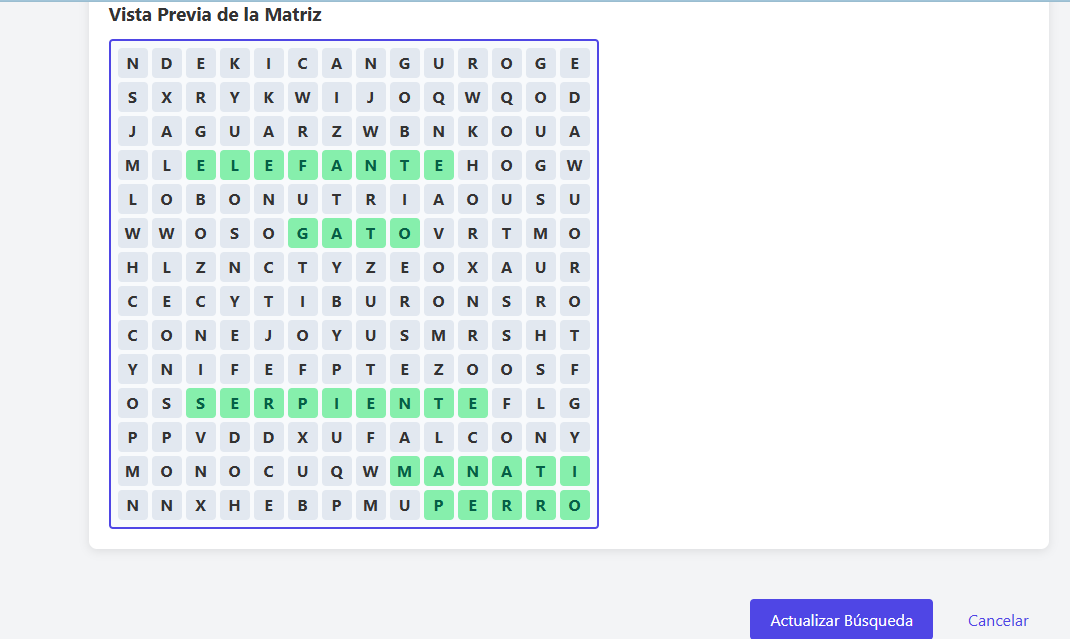 Vista Previa de la Matriz
N D E K I C A N G U R O G E
S X R Y K W I J O Q W Q O D
J A G U A R Z W B N K O U A
M L E L E F A N T E H O G W
L O B O N U T R I A O U S U
W W O S O G A T O V R T M O
H L Z N C T Y Z E O X A U R
C E C Y T I B U R O N S R O
C O N E J O Y U S M R S H T
Y N I F E F P T E Z O O S F
O S S E R P I E N T E F L G
P P V D D X U F A L C O N Y
M O N O C U Q W M A N A T I
N N X H E B P M U P E R R O
Actualizar Búsqueda
Cancelar